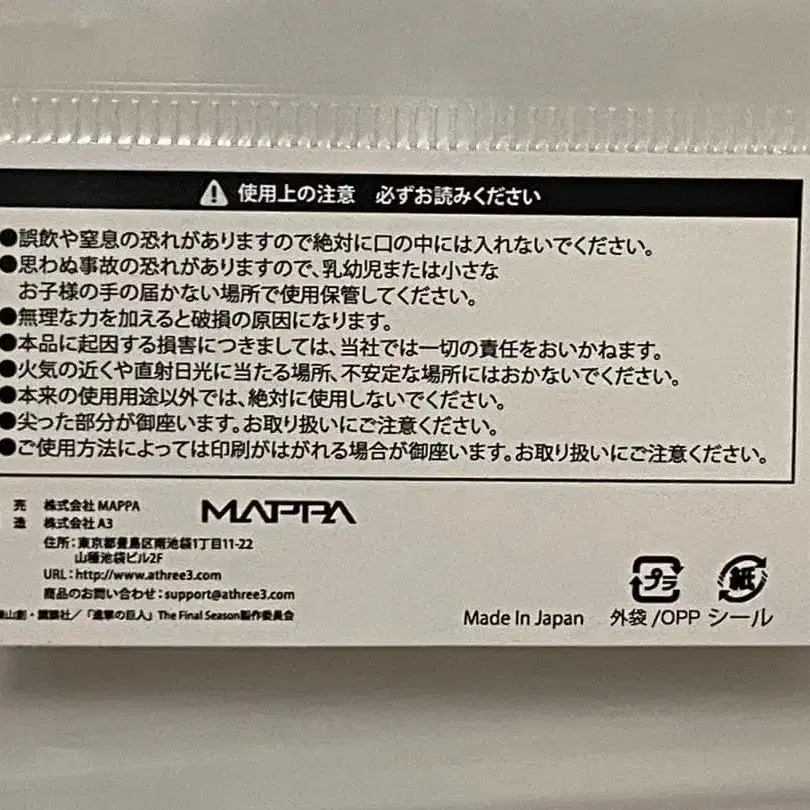 使用上の注意 必ずお読みください
●誤飲や窒息の恐れがありますので絶対に口の中には入れないでください。
●思わぬ事故の恐れがありますので、乳幼児または小さな
お子様の手の届かない場所で使用保管してください。
●無理な力を加えると破損の原因になります。
●本品に起因する損害につきましては、当社では一切の責任をおいかねます。
●火気の近くや直射日光に当たる場所、不安定な場所にはおかないでください。
●本来の使用用途以外では、絶対に使用しないでください。
●尖った部分が御座います。お取り扱いにご注意ください。
●ご使用方法によっては印刷がはがれる場合が御座います。お取り扱いにご注意ください。
売 株式会社 MAPPA
MAPPA
造 株式会社 A3
住所：東京都豊島区南池袋1丁目11-22
山種池袋ビル2F
URL：http://www.athree3.com
商品のお問い合わせ：support@athree3.com
山創・講談社／「進撃の巨人」The Final Season製作委員会
Made In Japan
プラ
外袋/OPP
紙
シール